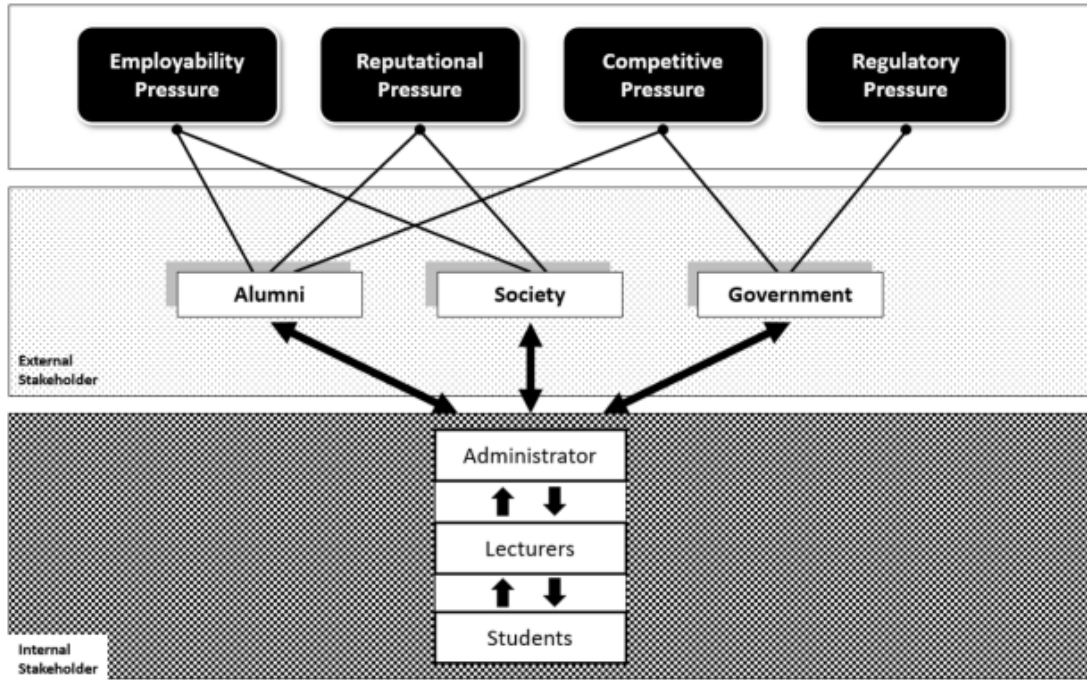 Employability
Pressure
Reputational
Pressure
Competitive
Pressure
Regulatory
Pressure
Alumni
Society
Government
External
Stakeholder
Administrator
Lecturers
Students
Internal
Stakeholder